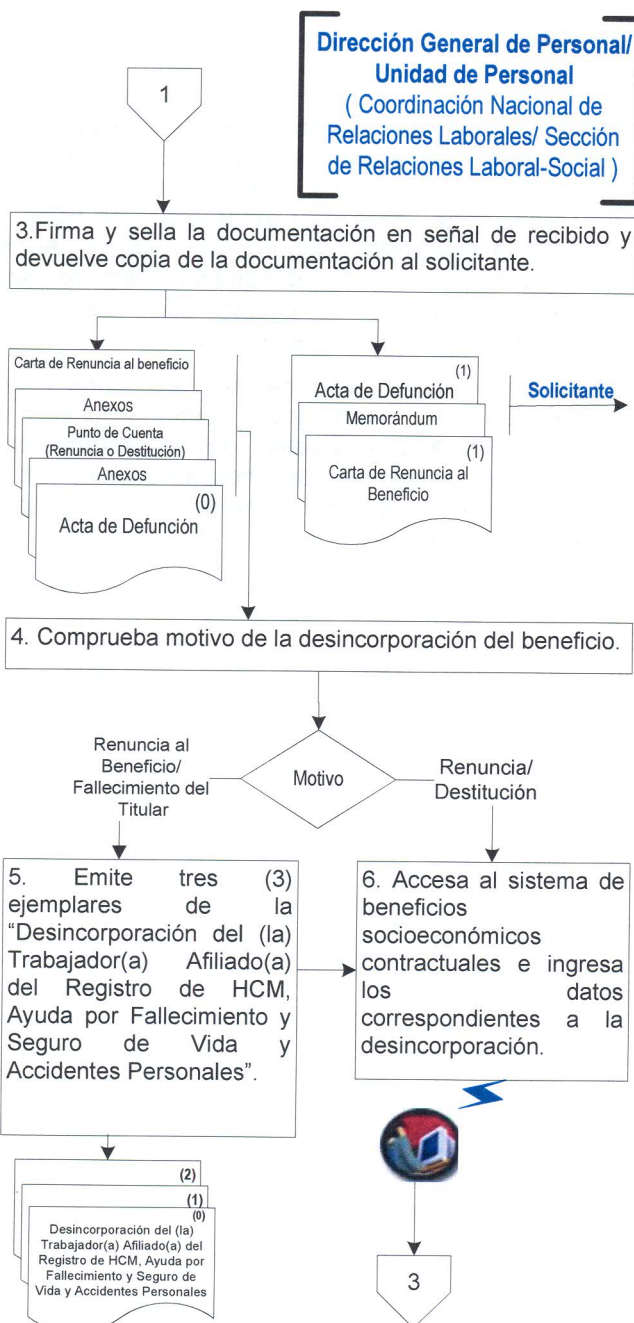 Dirección General de Personal/
Unidad de Personal
( Coordinación Nacional de
Relaciones Laborales/ Sección
de Relaciones Laboral-Social )
1
3.Firma y sella la documentación en señal de recibido y
devuelve copia de la documentación al solicitante.
Carta de Renuncia al beneficio
Anexos
Punto de Cuenta
(Renuncia o Destitución)
Anexos
(0)
Acta de Defunción
(1)
Acta de Defunción
Memorándum
(1)
Carta de Renuncia al
Beneficio
Solicitante
4. Comprueba motivo de la desincorporación del beneficio.
Renuncia al
Beneficio/
Fallecimiento del
Titular
Motivo
Renuncia/
Destitución
5. Emite tres (3)
ejemplares de la
“Desincorporación del (la)
Trabajador(a) Afiliado(a)
del Registro de HCM,
Ayuda por Fallecimiento y
Seguro de Vida y
Accidentes Personales”.
6. Accesa al sistema de
beneficios
socioeconómicos
contractuales e ingresa
los datos
correspondientes a la
desincorporación.
(2)
(1)
(0)
Desincorporación del (la)
Trabajador(a) Afiliado(a) del
Registro de HCM, Ayuda por
Fallecimiento y Seguro de
Vida y Accidentes Personales
3